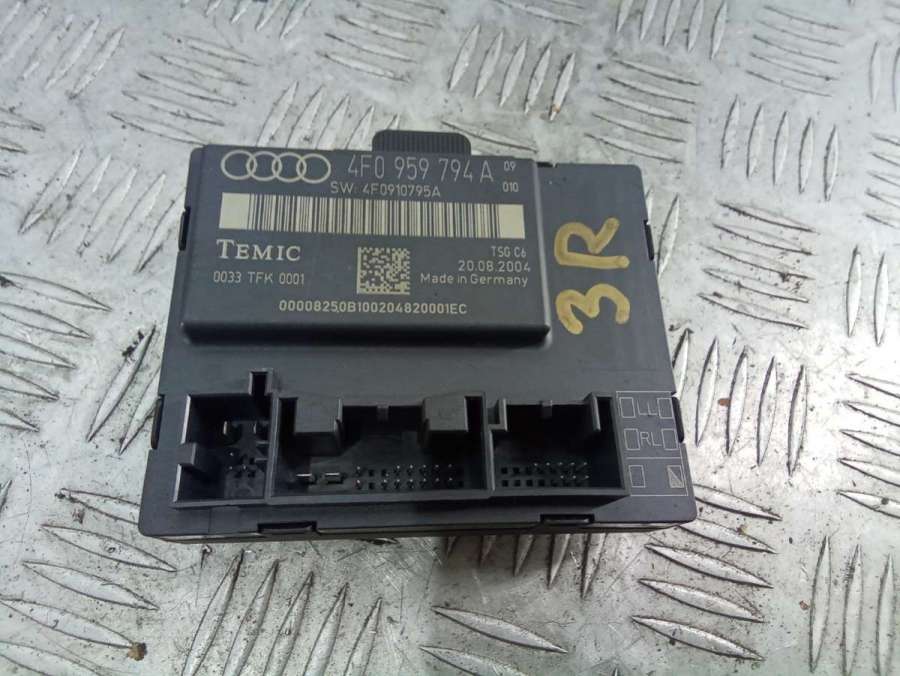 4F0 959 794 A 09
010
SW: 4F0910795A
TEMIC
TSG C6
20.08.2004
0033 TFK 0001
Made in Germany
00008250B100204820001EC
3R
LL
RL